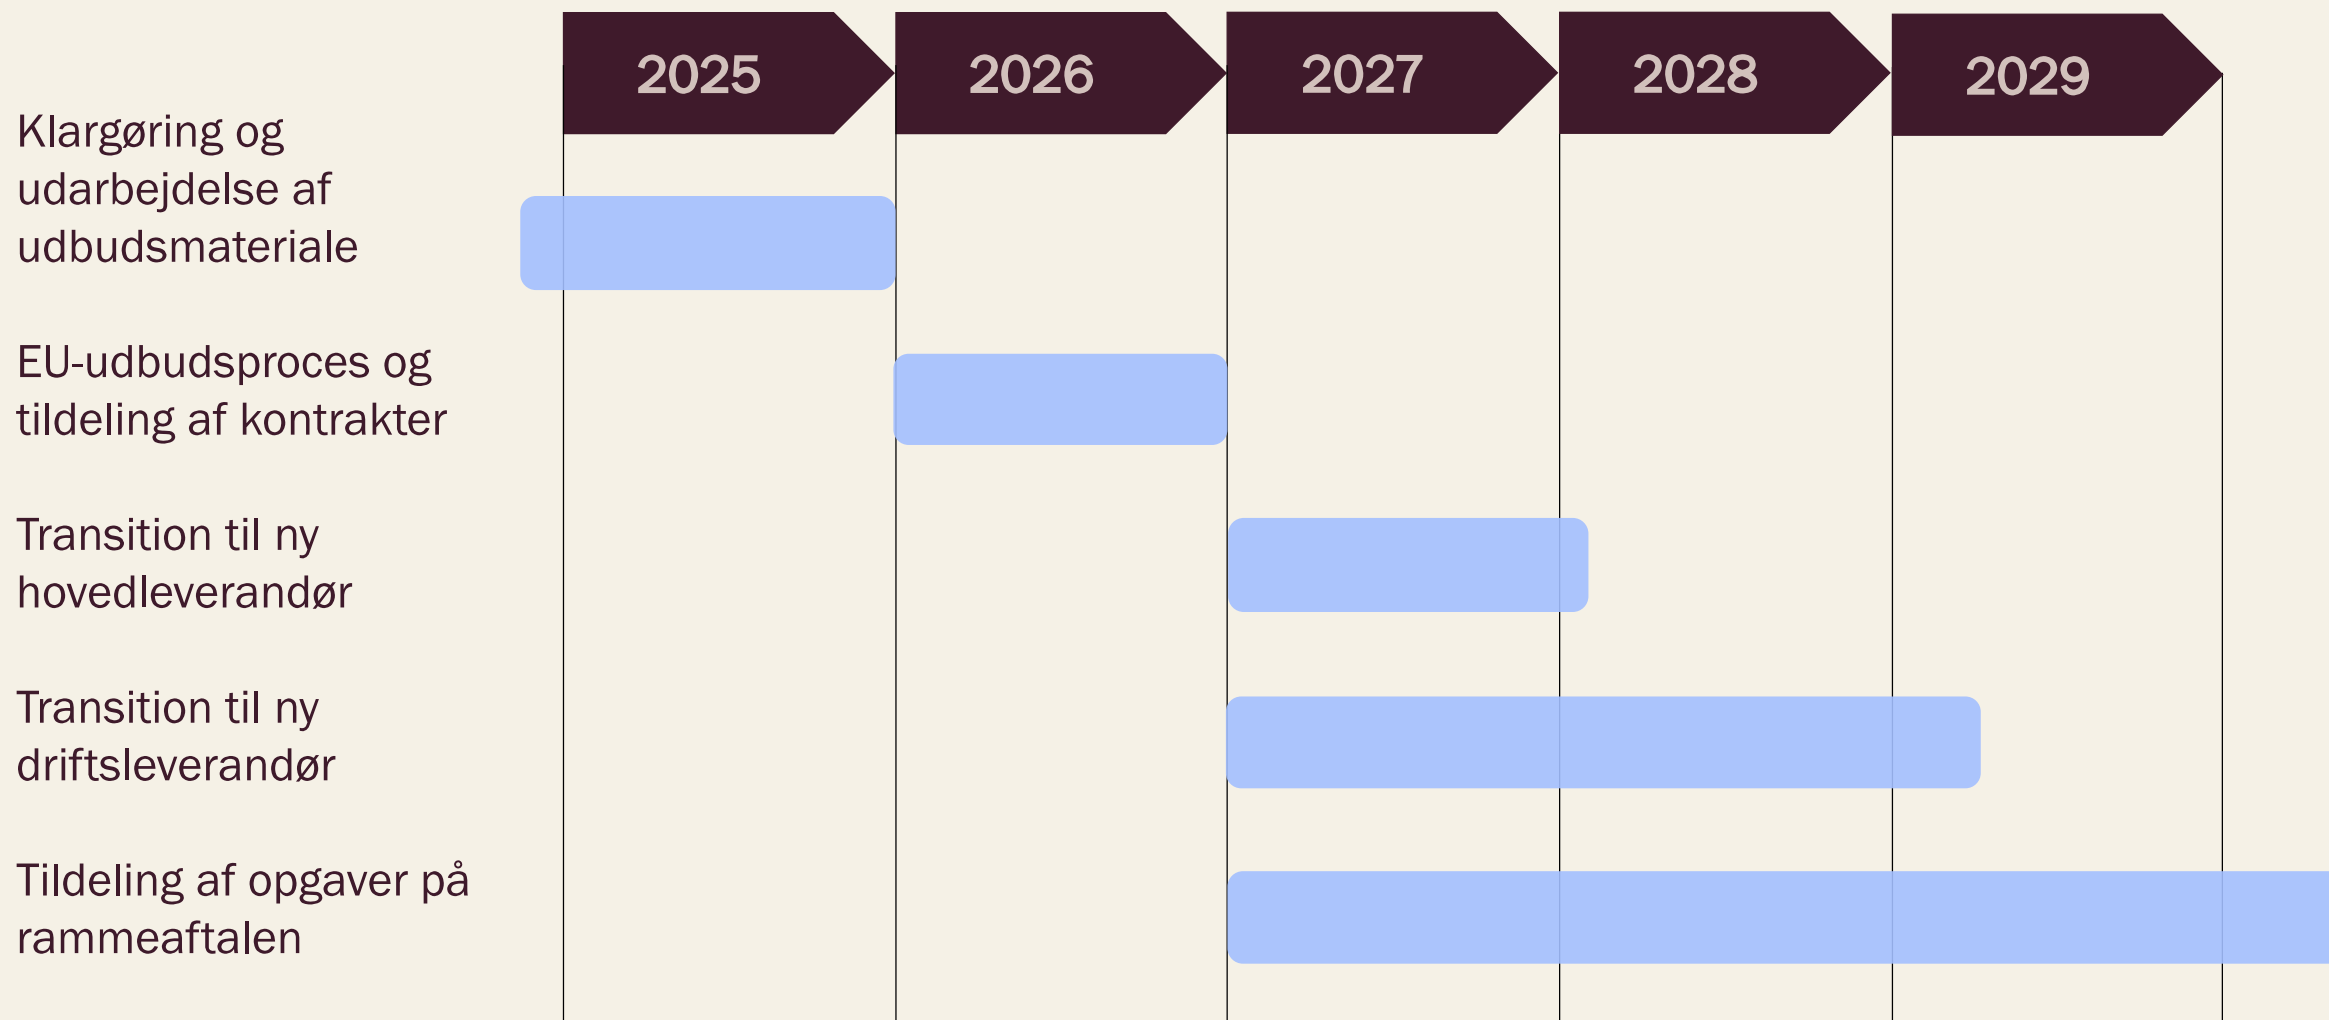 2025
2026
2027
2028
2029
Klargøring og
udarbejdelse af
udbudsmateriale
EU-udbudsproces og
tildeling af kontrakter
Transition til ny
hovedleverandør
Transition til ny
driftsleverandør
Tildeling af opgaver på
rammeaftalen